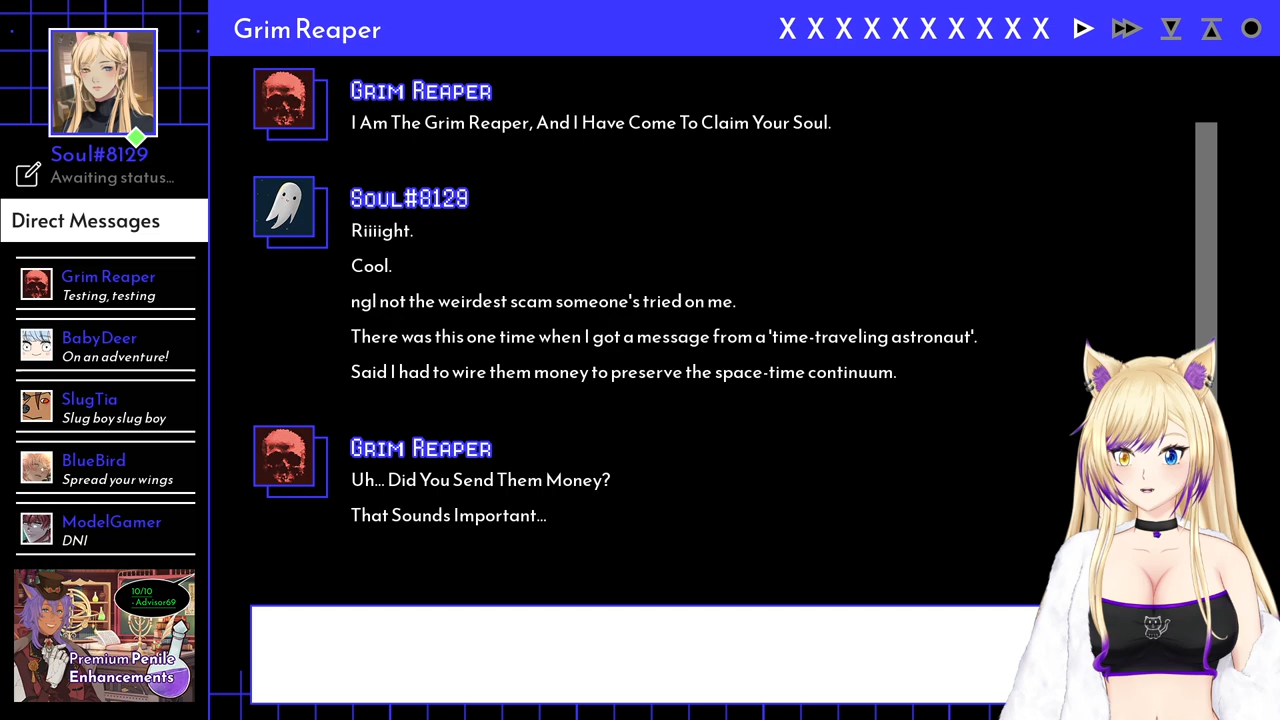 Grim Reaper
X X X X X X X X X X
Soul#8129
Awaiting status...
Direct Messages
Grim Reaper
Testing, testing
BabyDeer
On an adventure!
SlugTia
Slug boy slug boy
BlueBird
Spread your wings
ModelGamer
DNI
10/10
-Advisor69
Premium Penile
Enhancements
Grim Reaper
I Am The Grim Reaper, And I Have Come To Claim Your Soul.
Soul#8129
Riiiight.
Cool.
ngl not the weirdest scam someone's tried on me.
There was this one time when I got a message from a 'time-traveling astronaut'.
Said I had to wire them money to preserve the space-time continuum.
Grim Reaper
Uh... Did You Send Them Money?
That Sounds Important...